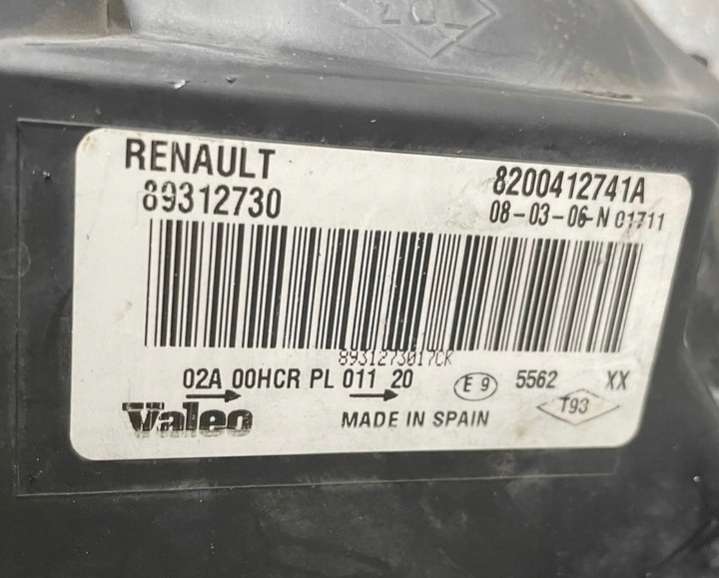 RENAULT
89312730
8200412741A
08-03-06-N 01711
8931273017CK
02A 00HCR PL 011 20
E 9
5562
XX
Valeo
MADE IN SPAIN
T93